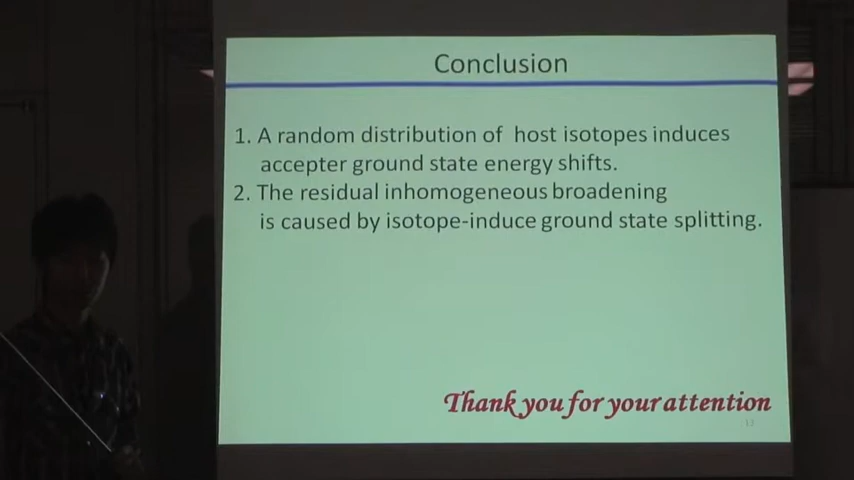 Conclusion
1. A random distribution of host isotopes induces
accepter ground state energy shifts.
2. The residual inhomogeneous broadening
is caused by isotope-induce ground state splitting.
Thank you for your attention